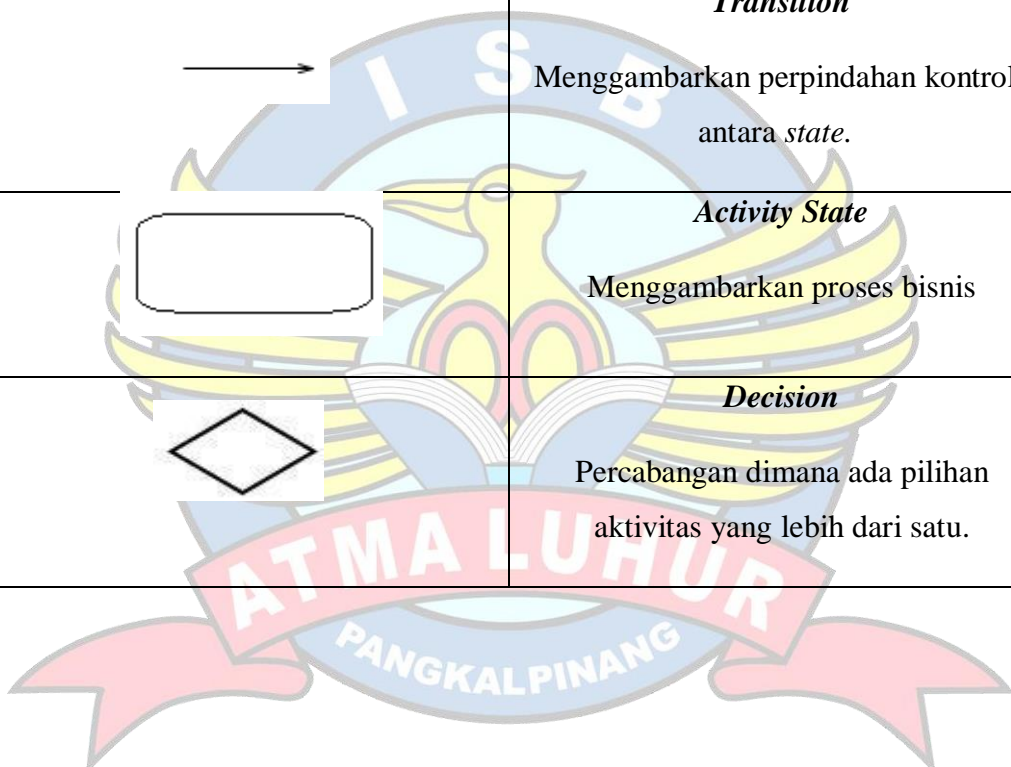 Transition
Menggambarkan perpindahan kontrol
antara state.
Activity State
Menggambarkan proses bisnis
Decision
Percabangan dimana ada pilihan
aktivitas yang lebih dari satu.
I S B
ATMA LUHUR
PANGKALPINANG